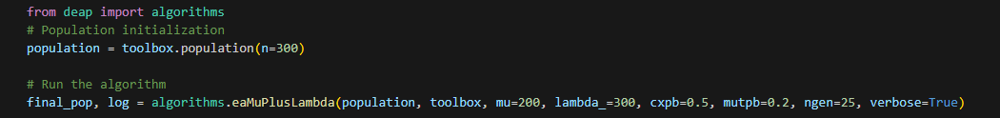 from deap import algorithms
# Population initialization
population = toolbox.population(n=300)
# Run the algorithm
final_pop, log = algorithms.eaMuPlusLambda(population, toolbox, mu=200, lambda_=300, cxpb=0.5, mutpb=0.2, ngen=25, verbose=True)